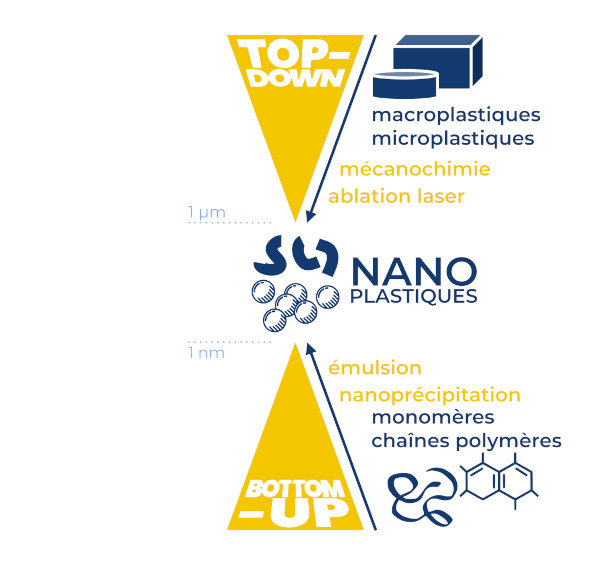 TOP-
DOWN
macroplastiques
microplastiques
mécanochimie
ablation laser
1 µm
NANO
PLASTIQUES
1 nm
émulsion
nanoprécipitation
monomères
chaînes polymères
BOTTOM
-UP